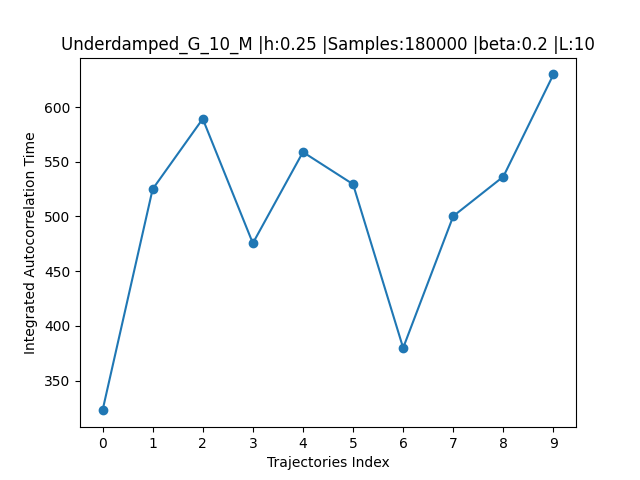 Underdamped_G_10_M |h:0.25 |Samples:180000 |beta:0.2 |L:10
Integrated Autocorrelation Time
600
550
500
450
400
350
0 1 2 3 4 5 6 7 8 9
Trajectories Index